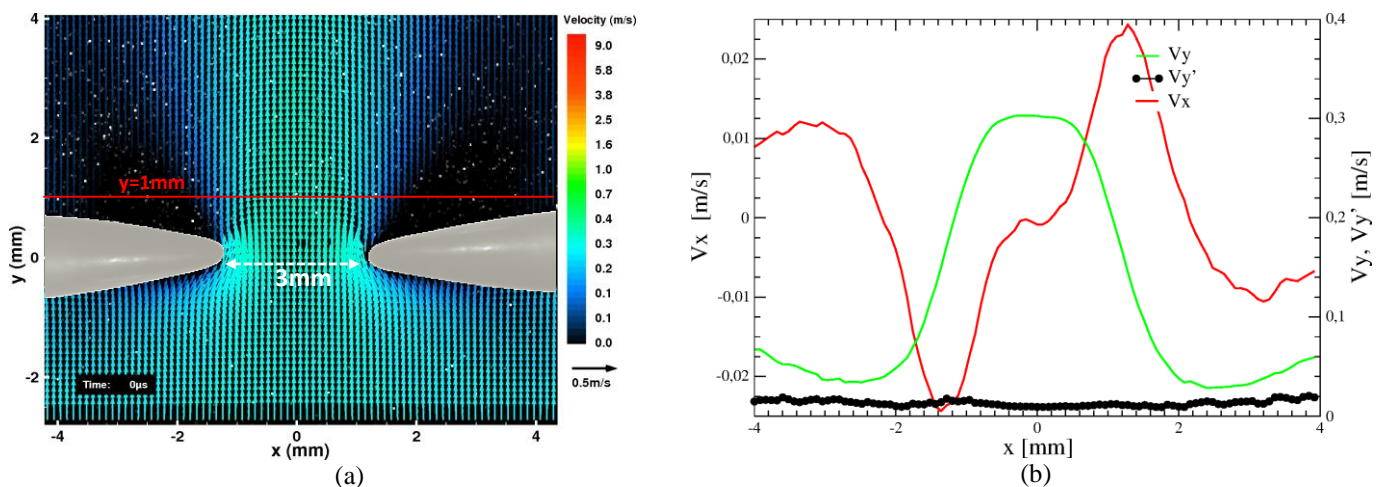 Velocity (m/s)
9.0
5.8
3.8
2.5
1.6
1.0
0.7
0.4
0.3
0.2
0.1
0.1
0.0
0.5m/s
4
2
0
-2
y (mm)
y=1mm
3mm
Time: 0µs
-4
-2
0
2
4
x (mm)
(a)
0,02
0,01
0
-0,01
-0,02
Vx [m/s]
Vy
Vy'
Vx
0,4
0,3
0,2
0,1
0
Vy, Vy' [m/s]
-4
-2
0
2
4
x [mm]
(b)